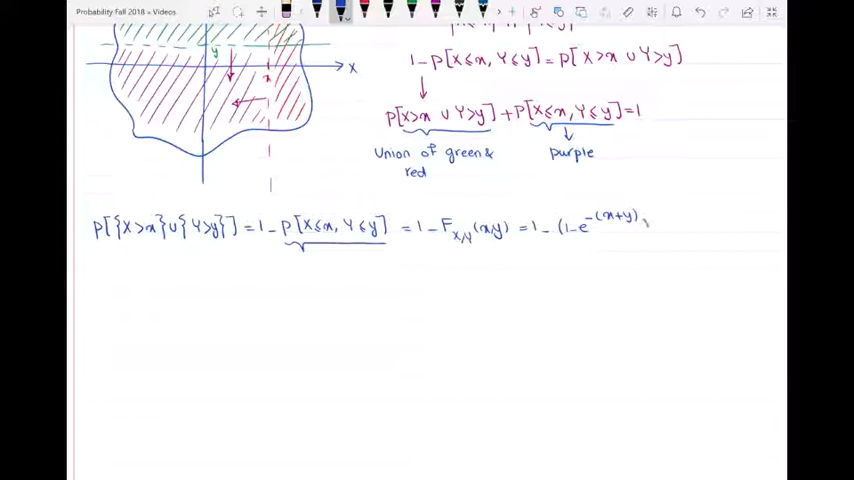 Probability Fall 2018 » Videos
y
x
x
1 - P[X≤x, Y≤y] = P[X>x ∪ Y>y]
P[X>x ∪ Y>y] + P[X≤x, Y≤y] = 1
Union of green & red
purple
P[{X>x}∪{Y>y}] = 1 - P[X≤x, Y≤y] = 1 - F_{X,Y}(x,y) = 1 - (1-e^{-(x+y)}